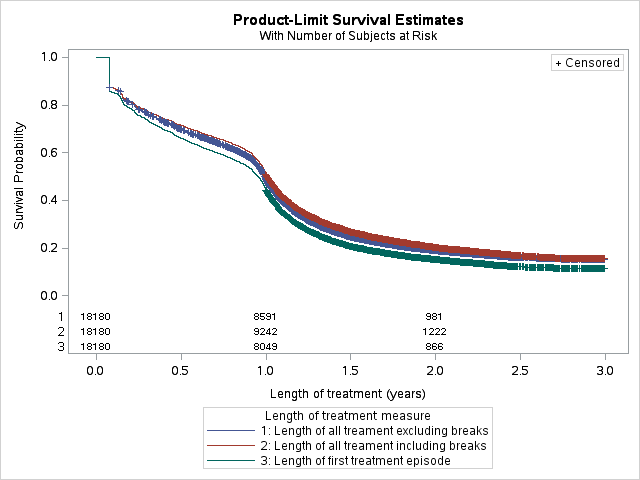 Product-Limit Survival Estimates
With Number of Subjects at Risk
+ Censored
1.0
0.8
0.6
0.4
0.2
0.0
Survival Probability
1 18180 8591 981
2 18180 9242 1222
3 18180 8049 866
0.0 0.5 1.0 1.5 2.0 2.5 3.0
Length of treatment (years)
Length of treatment measure
1: Length of all treament excluding breaks
2: Length of all treament including breaks
3: Length of first treatment episode